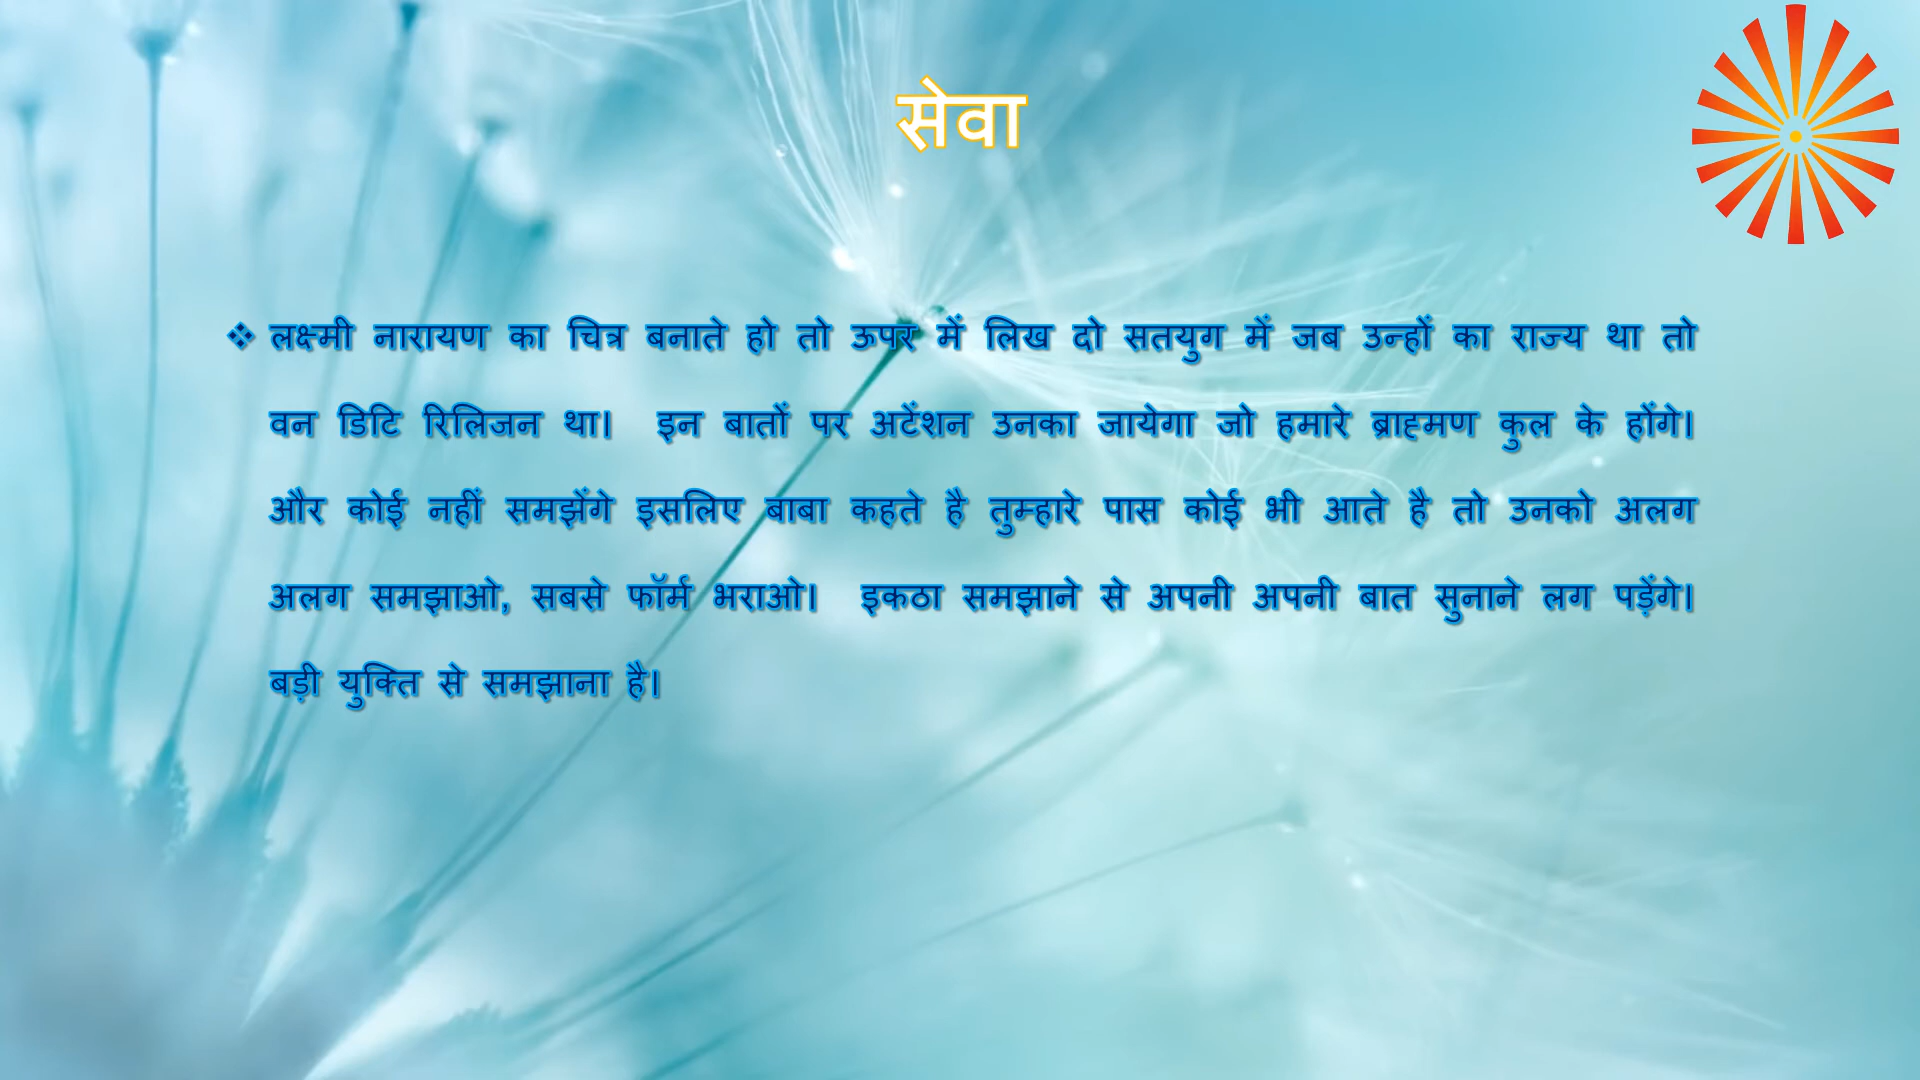 सेवा
❖ लक्ष्मी नारायण का चित्र बनाते हो तो ऊपर में लिख दो सतयुग में जब उन्हों का राज्य था तो
वन डिटि रिलिजन था। इन बातों पर अटेंशन उनका जायेगा जो हमारे ब्राह्मण कुल के होंगे।
और कोई नहीं समझेंगे इसलिए बाबा कहते है तुम्हारे पास कोई भी आते है तो उनको अलग
अलग समझाओ, सबसे फॉर्म भराओ। इकठा समझाने से अपनी अपनी बात सुनाने लग पड़ेंगे।
बड़ी युक्ति से समझाना है।